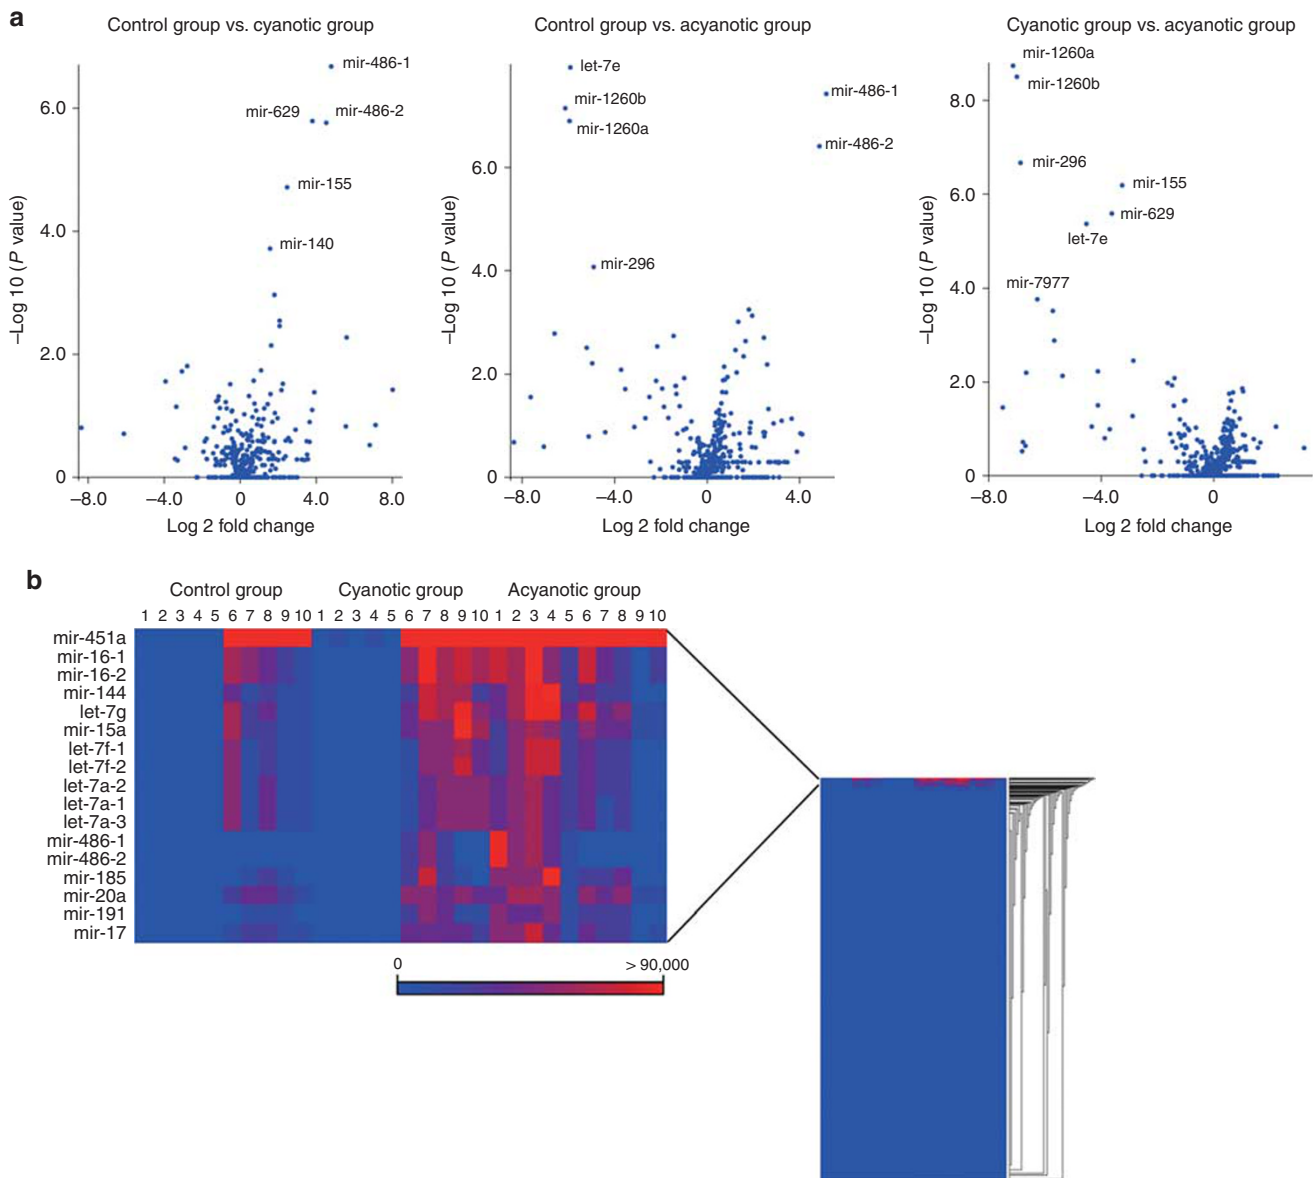 a
Control group vs. cyanotic group
Control group vs. acyanotic group
Cyanotic group vs. acyanotic group
−Log 10 (P value)
6.0
4.0
2.0
0
mir-486-1
mir-629
mir-486-2
mir-155
mir-140
−8.0 −4.0 0 4.0 8.0
Log 2 fold change
−Log 10 (P value)
6.0
4.0
2.0
0
let-7e
mir-1260b
mir-1260a
mir-486-1
mir-486-2
mir-296
−8.0 −4.0 0 4.0
Log 2 fold change
−Log 10 (P value)
8.0
6.0
4.0
2.0
0
mir-1260a
mir-1260b
mir-296
mir-155
mir-629
let-7e
mir-7977
−8.0 −4.0 0
Log 2 fold change
b
Control group Cyanotic group Acyanotic group
1 2 3 4 5 6 7 8 9 10 1 2 3 4 5 6 7 8 9 10 1 2 3 4 5 6 7 8 9 10
mir-451a
mir-16-1
mir-16-2
mir-144
let-7g
mir-15a
let-7f-1
let-7f-2
let-7a-2
let-7a-1
let-7a-3
mir-486-1
mir-486-2
mir-185
mir-20a
mir-191
mir-17
0 > 90,000